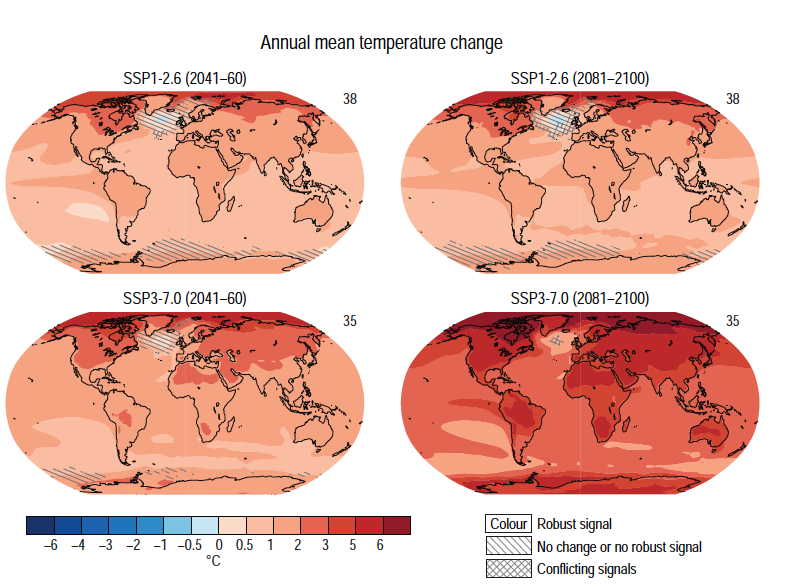 Annual mean temperature change
SSP1-2.6 (2041–60)
38
SSP1-2.6 (2081–2100)
38
SSP3-7.0 (2041–60)
35
SSP3-7.0 (2081–2100)
35
–6 –4 –3 –2 –1 –0.5 0 0.5 1 2 3 5 6
°C
Colour Robust signal
No change or no robust signal
Conflicting signals